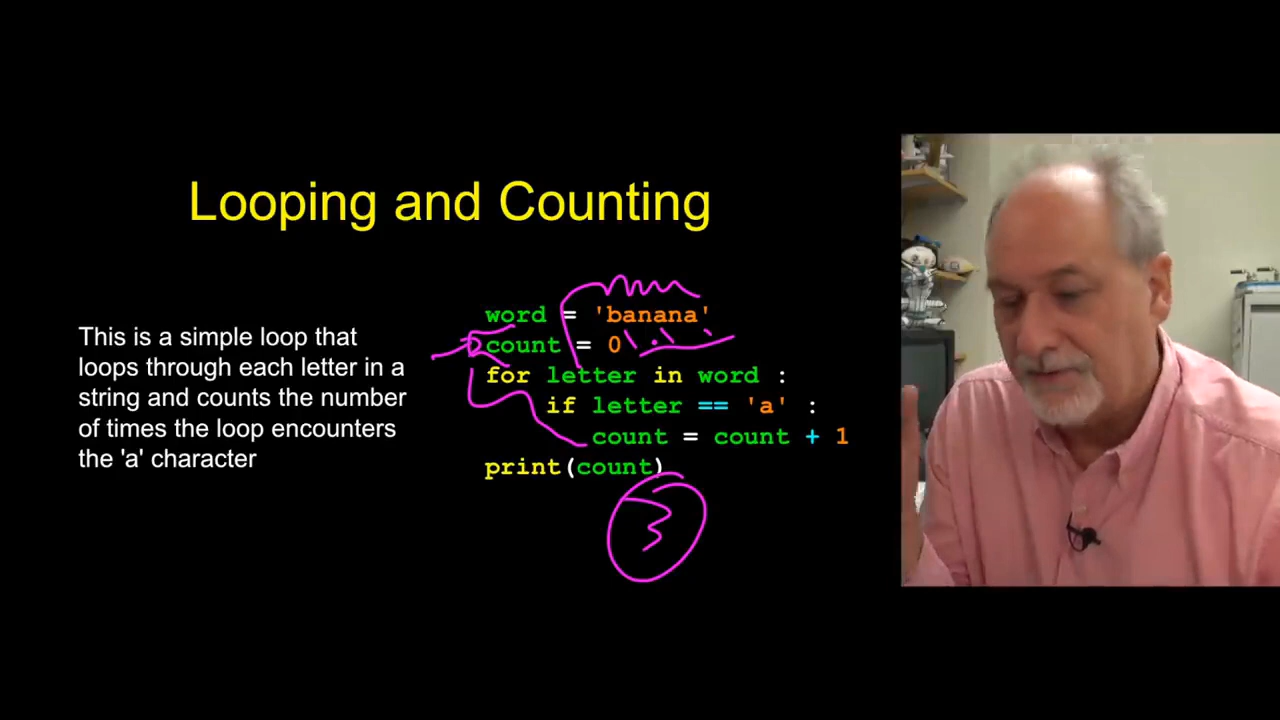 Looping and Counting
This is a simple loop that
loops through each letter in a
string and counts the number
of times the loop encounters
the 'a' character
word = 'banana'
count = 0
for letter in word :
if letter == 'a' :
count = count + 1
print(count)
3